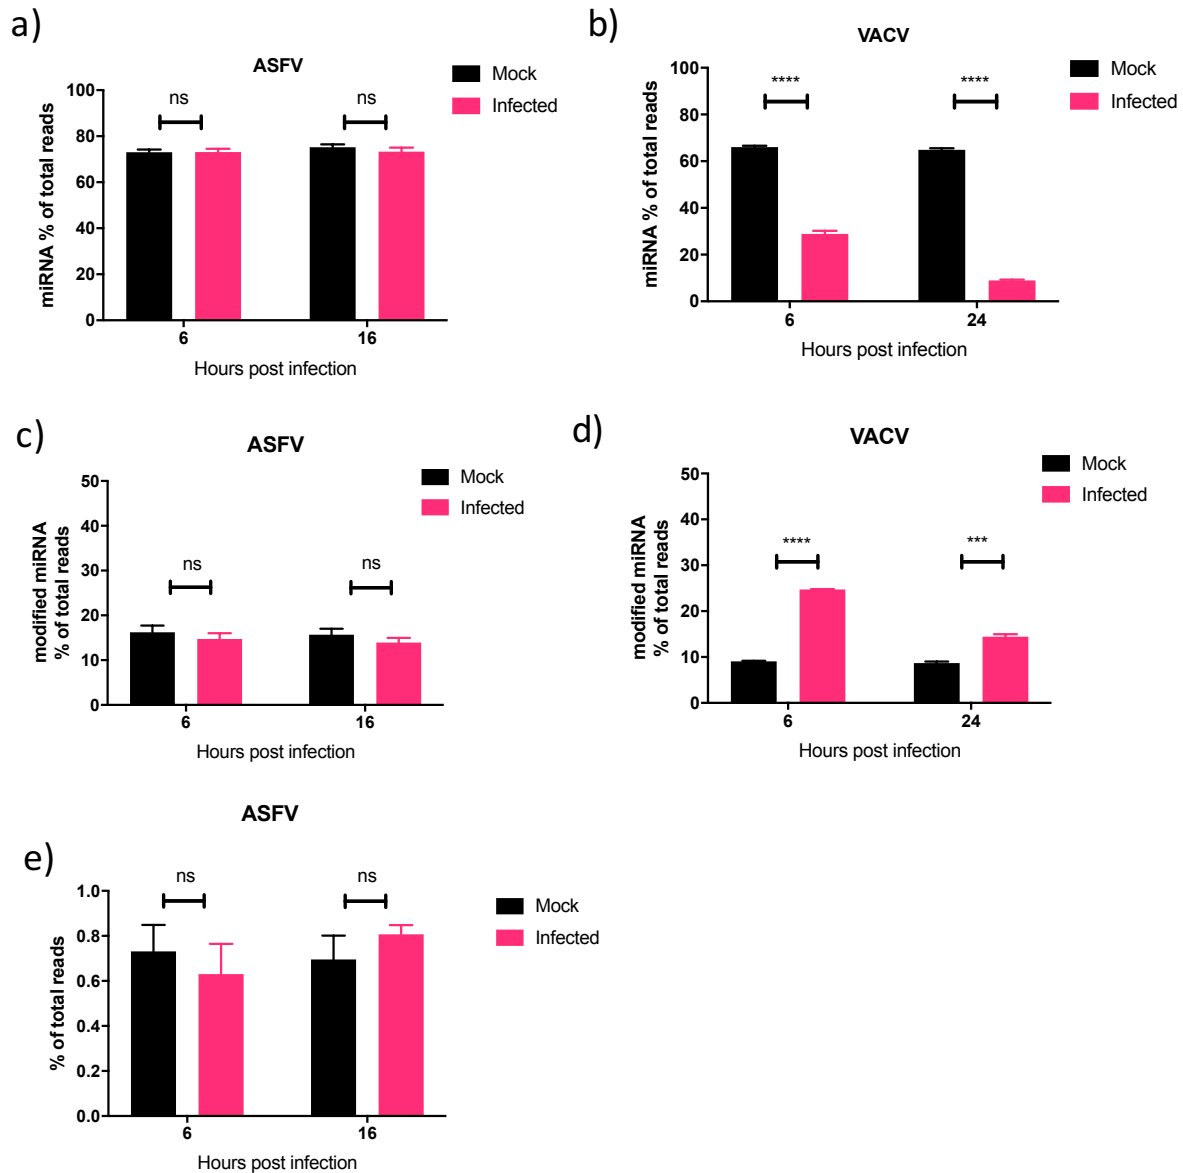 a)
ASFV
Mock
Infected
ns
ns
miRNA % of total reads
100
80
60
40
20
0
6
16
Hours post infection
b)
VACV
Mock
Infected
****
****
miRNA % of total reads
100
80
60
40
20
0
6
24
Hours post infection
c)
ASFV
Mock
Infected
ns
ns
modified miRNA
% of total reads
50
40
30
20
10
0
6
16
Hours post infection
d)
VACV
Mock
Infected
****
***
modified miRNA
% of total reads
50
40
30
20
10
0
6
24
Hours post infection
e)
ASFV
Mock
Infected
ns
ns
% of total reads
1.0
0.8
0.6
0.4
0.2
0.0
6
16
Hours post infection